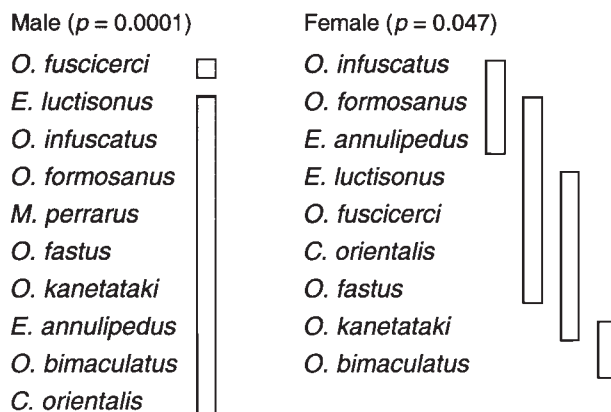 Male (p = 0.0001)
O. fuscicerci
E. luctisonus
O. infuscatus
O. formosanus
M. perrarus
O. fastus
O. kanetataki
E. annulipedus
O. bimaculatus
C. orientalis
Female (p = 0.047)
O. infuscatus
O. formosanus
E. annulipedus
E. luctisonus
O. fuscicerci
C. orientalis
O. fastus
O. kanetataki
O. bimaculatus